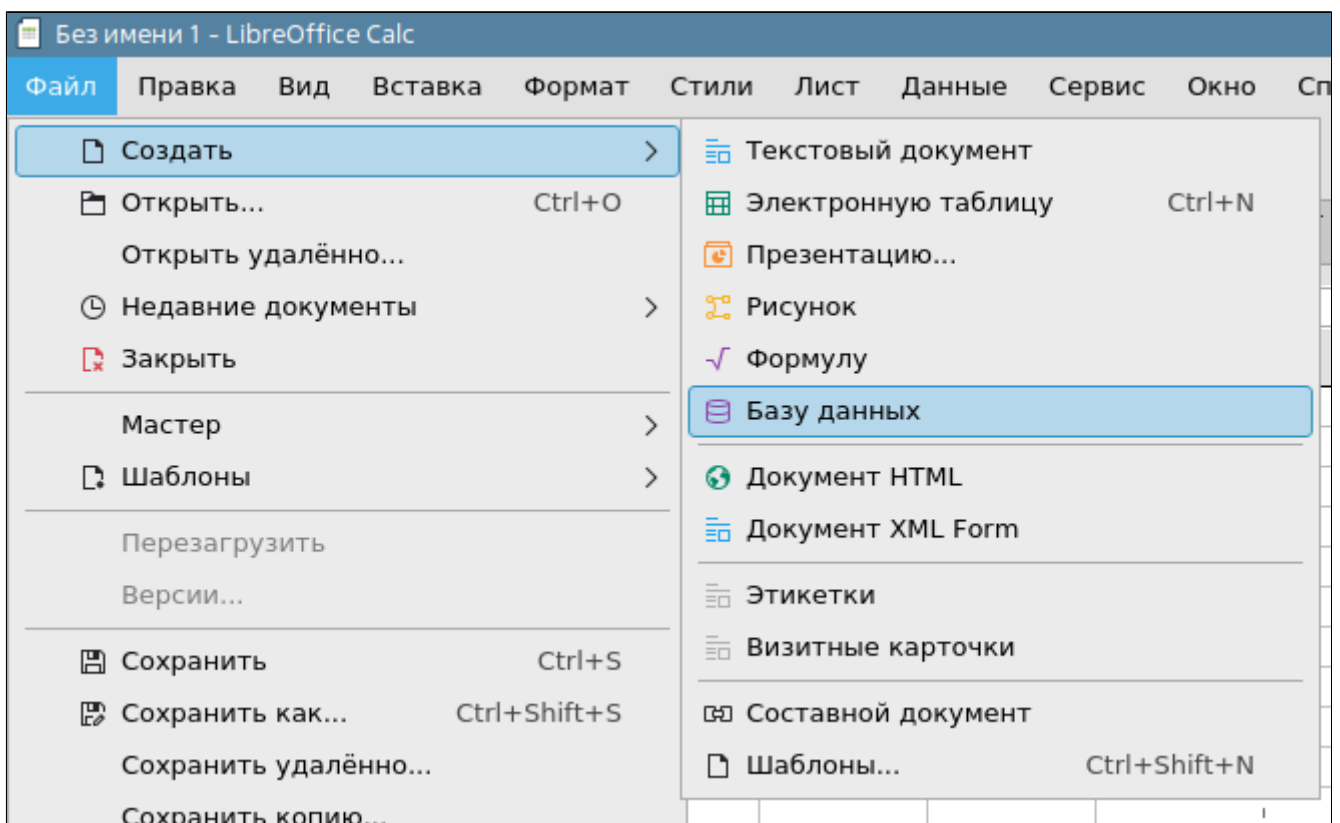 Без имени 1 - LibreOffice Calc
Файл Правка Вид Вставка Формат Стили Лист Данные Сервис Окно Сп
Создать
Открыть... Ctrl+O
Открыть удалённо...
Недавние документы
Закрыть
Мастер
Шаблоны
Перезагрузить
Версии...
Сохранить Ctrl+S
Сохранить как... Ctrl+Shift+S
Сохранить удалённо...
Сохранить копию...
Текстовый документ
Электронную таблицу Ctrl+N
Презентацию...
Рисунок
Формулу
Базу данных
Документ HTML
Документ XML Form
Этикетки
Визитные карточки
Составной документ
Шаблоны... Ctrl+Shift+N